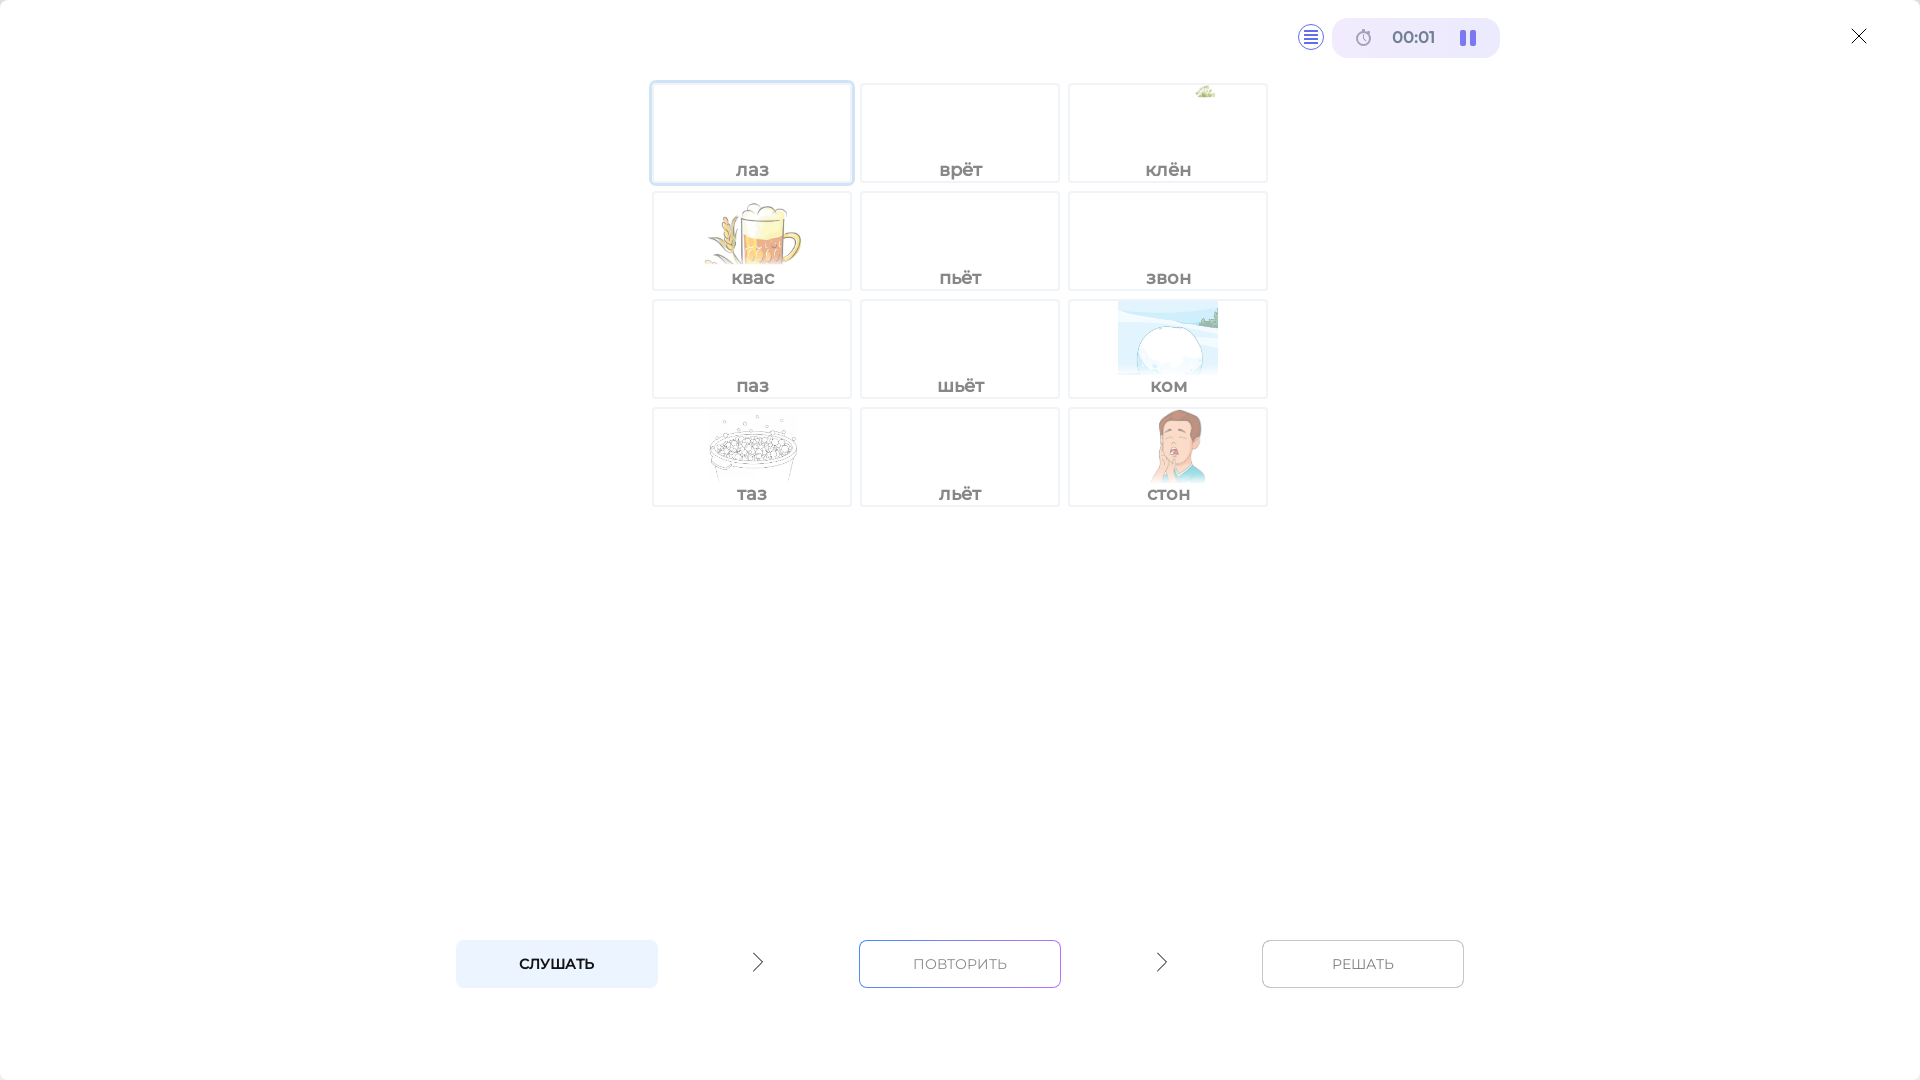 00:01
лаз врёт клён
квас пьёт звон
паз шьёт ком
таз льёт стон
СЛУШАТЬ ПОВТОРИТЬ РЕШАТЬ